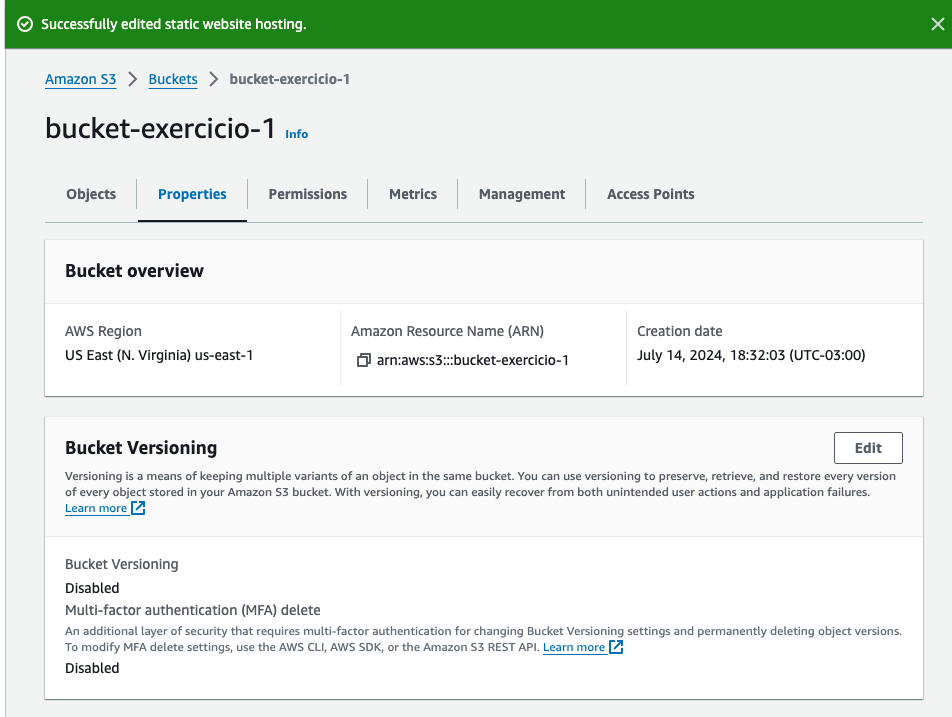 Successfully edited static website hosting.
Amazon S3 > Buckets > bucket-exercicio-1
bucket-exercicio-1 Info
Objects Properties Permissions Metrics Management Access Points
Bucket overview
AWS Region
US East (N. Virginia) us-east-1
Amazon Resource Name (ARN)
arn:aws:s3:::bucket-exercicio-1
Creation date
July 14, 2024, 18:32:03 (UTC-03:00)
Bucket Versioning
Edit
Versioning is a means of keeping multiple variants of an object in the same bucket. You can use versioning to preserve, retrieve, and restore every version
of every object stored in your Amazon S3 bucket. With versioning, you can easily recover from both unintended user actions and application failures.
Learn more
Bucket Versioning
Disabled
Multi-factor authentication (MFA) delete
An additional layer of security that requires multi-factor authentication for changing Bucket Versioning settings and permanently deleting object versions.
To modify MFA delete settings, use the AWS CLI, AWS SDK, or the Amazon S3 REST API. Learn more
Disabled